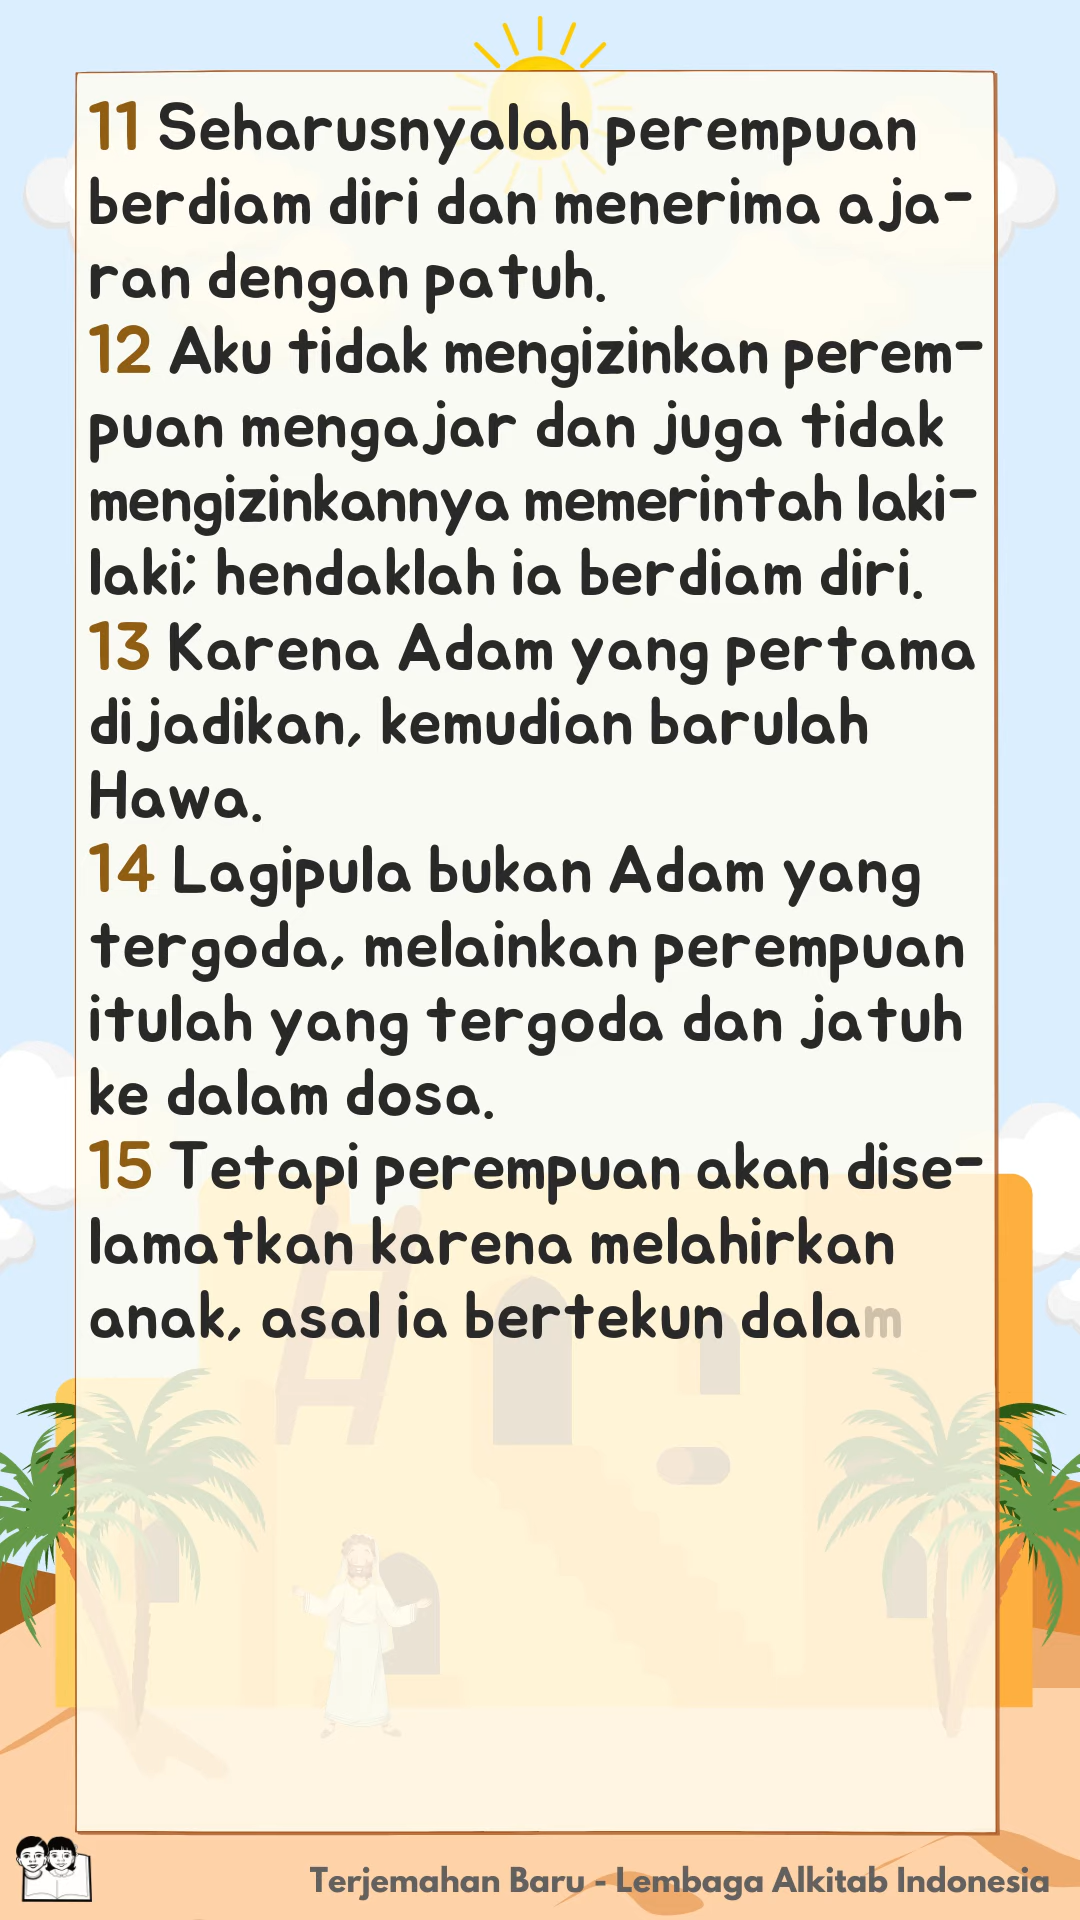 11 Seharusnyalah perempuan
berdiam diri dan menerima aja-
ran dengan patuh.
12 Aku tidak mengizinkan perem-
puan mengajar dan juga tidak
mengizinkannya memerintah laki-
laki; hendaklah ia berdiam diri.
13 Karena Adam yang pertama
dijadikan, kemudian barulah
Hawa.
14 Lagipula bukan Adam yang
tergoda, melainkan perempuan
itulah yang tergoda dan jatuh
ke dalam dosa.
15 Tetapi perempuan akan dise-
lamatkan karena melahirkan
anak, asal ia bertekun dalam
Terjemahan Baru - Lembaga Alkitab Indonesia